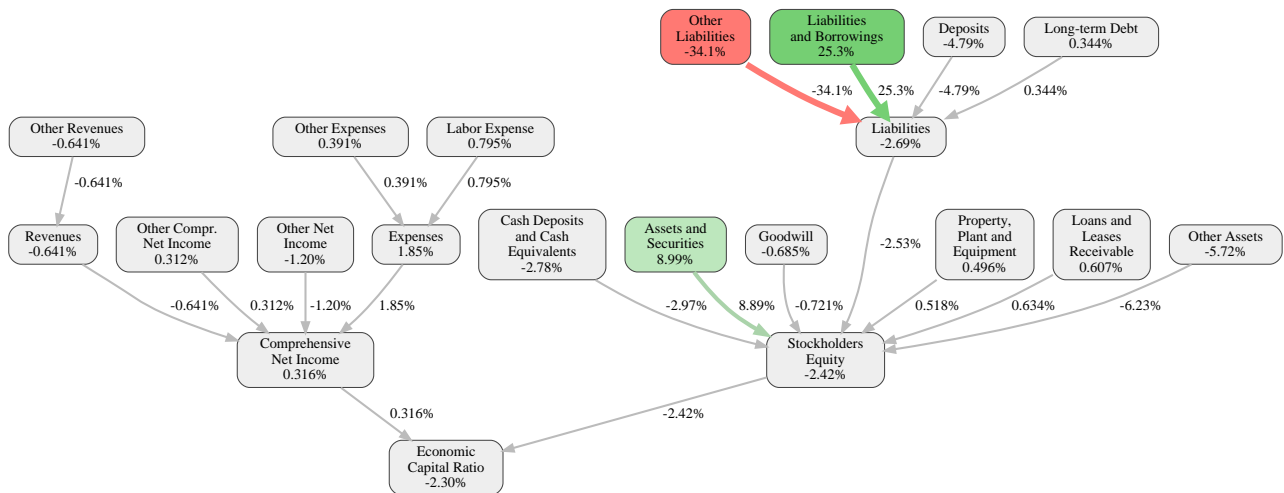 Other
Liabilities
-34.1%
Liabilities
and Borrowings
25.3%
Deposits
-4.79%
Long-term Debt
0.344%
-34.1%
25.3%
-4.79%
0.344%
Other Revenues
-0.641%
Other Expenses
0.391%
Labor Expense
0.795%
Liabilities
-2.69%
-0.641%
0.391%
0.795%
Revenues
-0.641%
Other Compr.
Net Income
0.312%
Other Net
Income
-1.20%
Expenses
1.85%
Cash Deposits
and Cash
Equivalents
-2.78%
Assets and
Securities
8.99%
Goodwill
-0.685%
-2.53%
Property,
Plant and
Equipment
0.496%
Loans and
Leases
Receivable
0.607%
Other Assets
-5.72%
-0.641%
0.312%
-1.20%
1.85%
-2.97%
8.89%
-0.721%
0.518%
0.634%
-6.23%
Comprehensive
Net Income
0.316%
Stockholders
Equity
-2.42%
0.316%
-2.42%
Economic
Capital Ratio
-2.30%